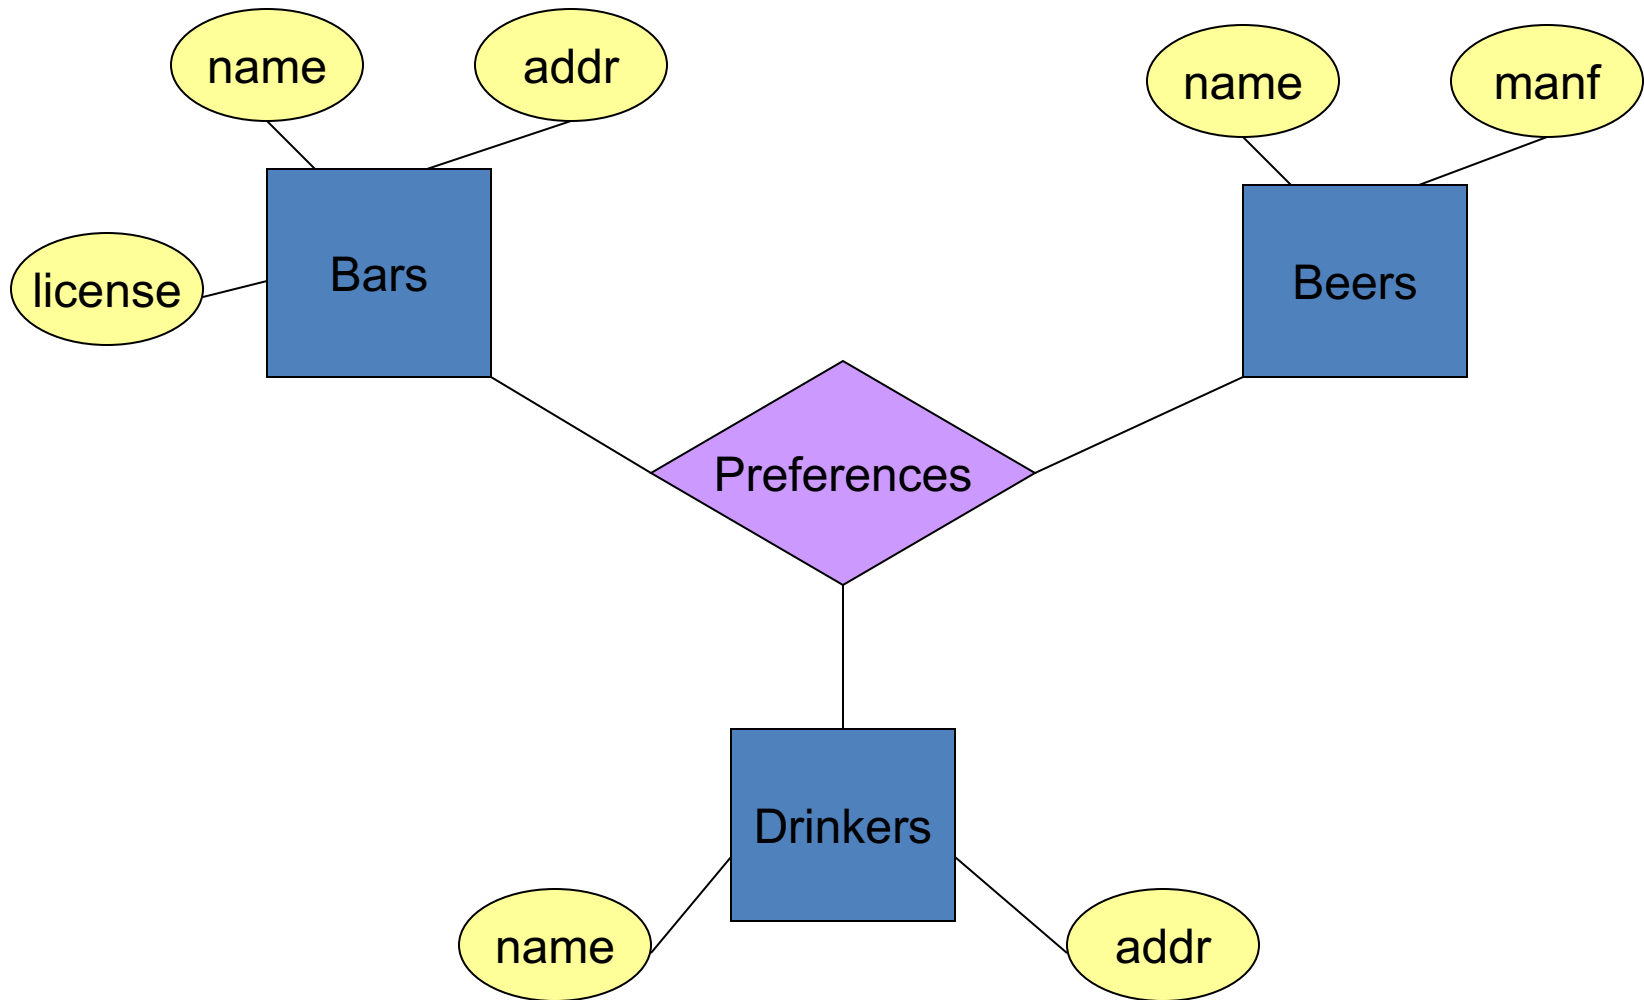 name
addr
name
manf
license
Bars
Beers
Preferences
Drinkers
name
addr